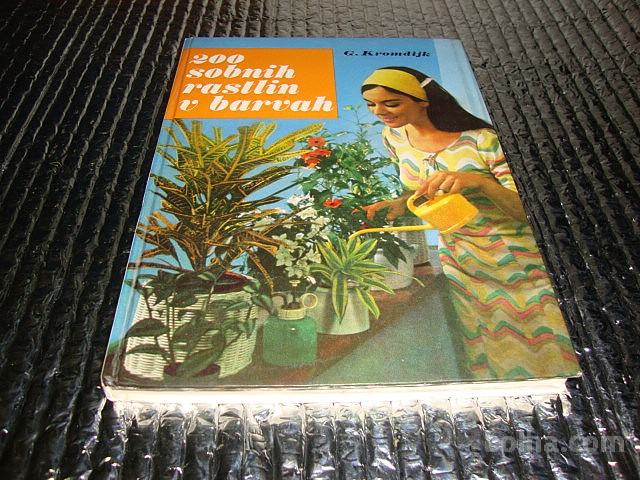 200
sobnih
rastlin
v barvah
G. Kromdijk